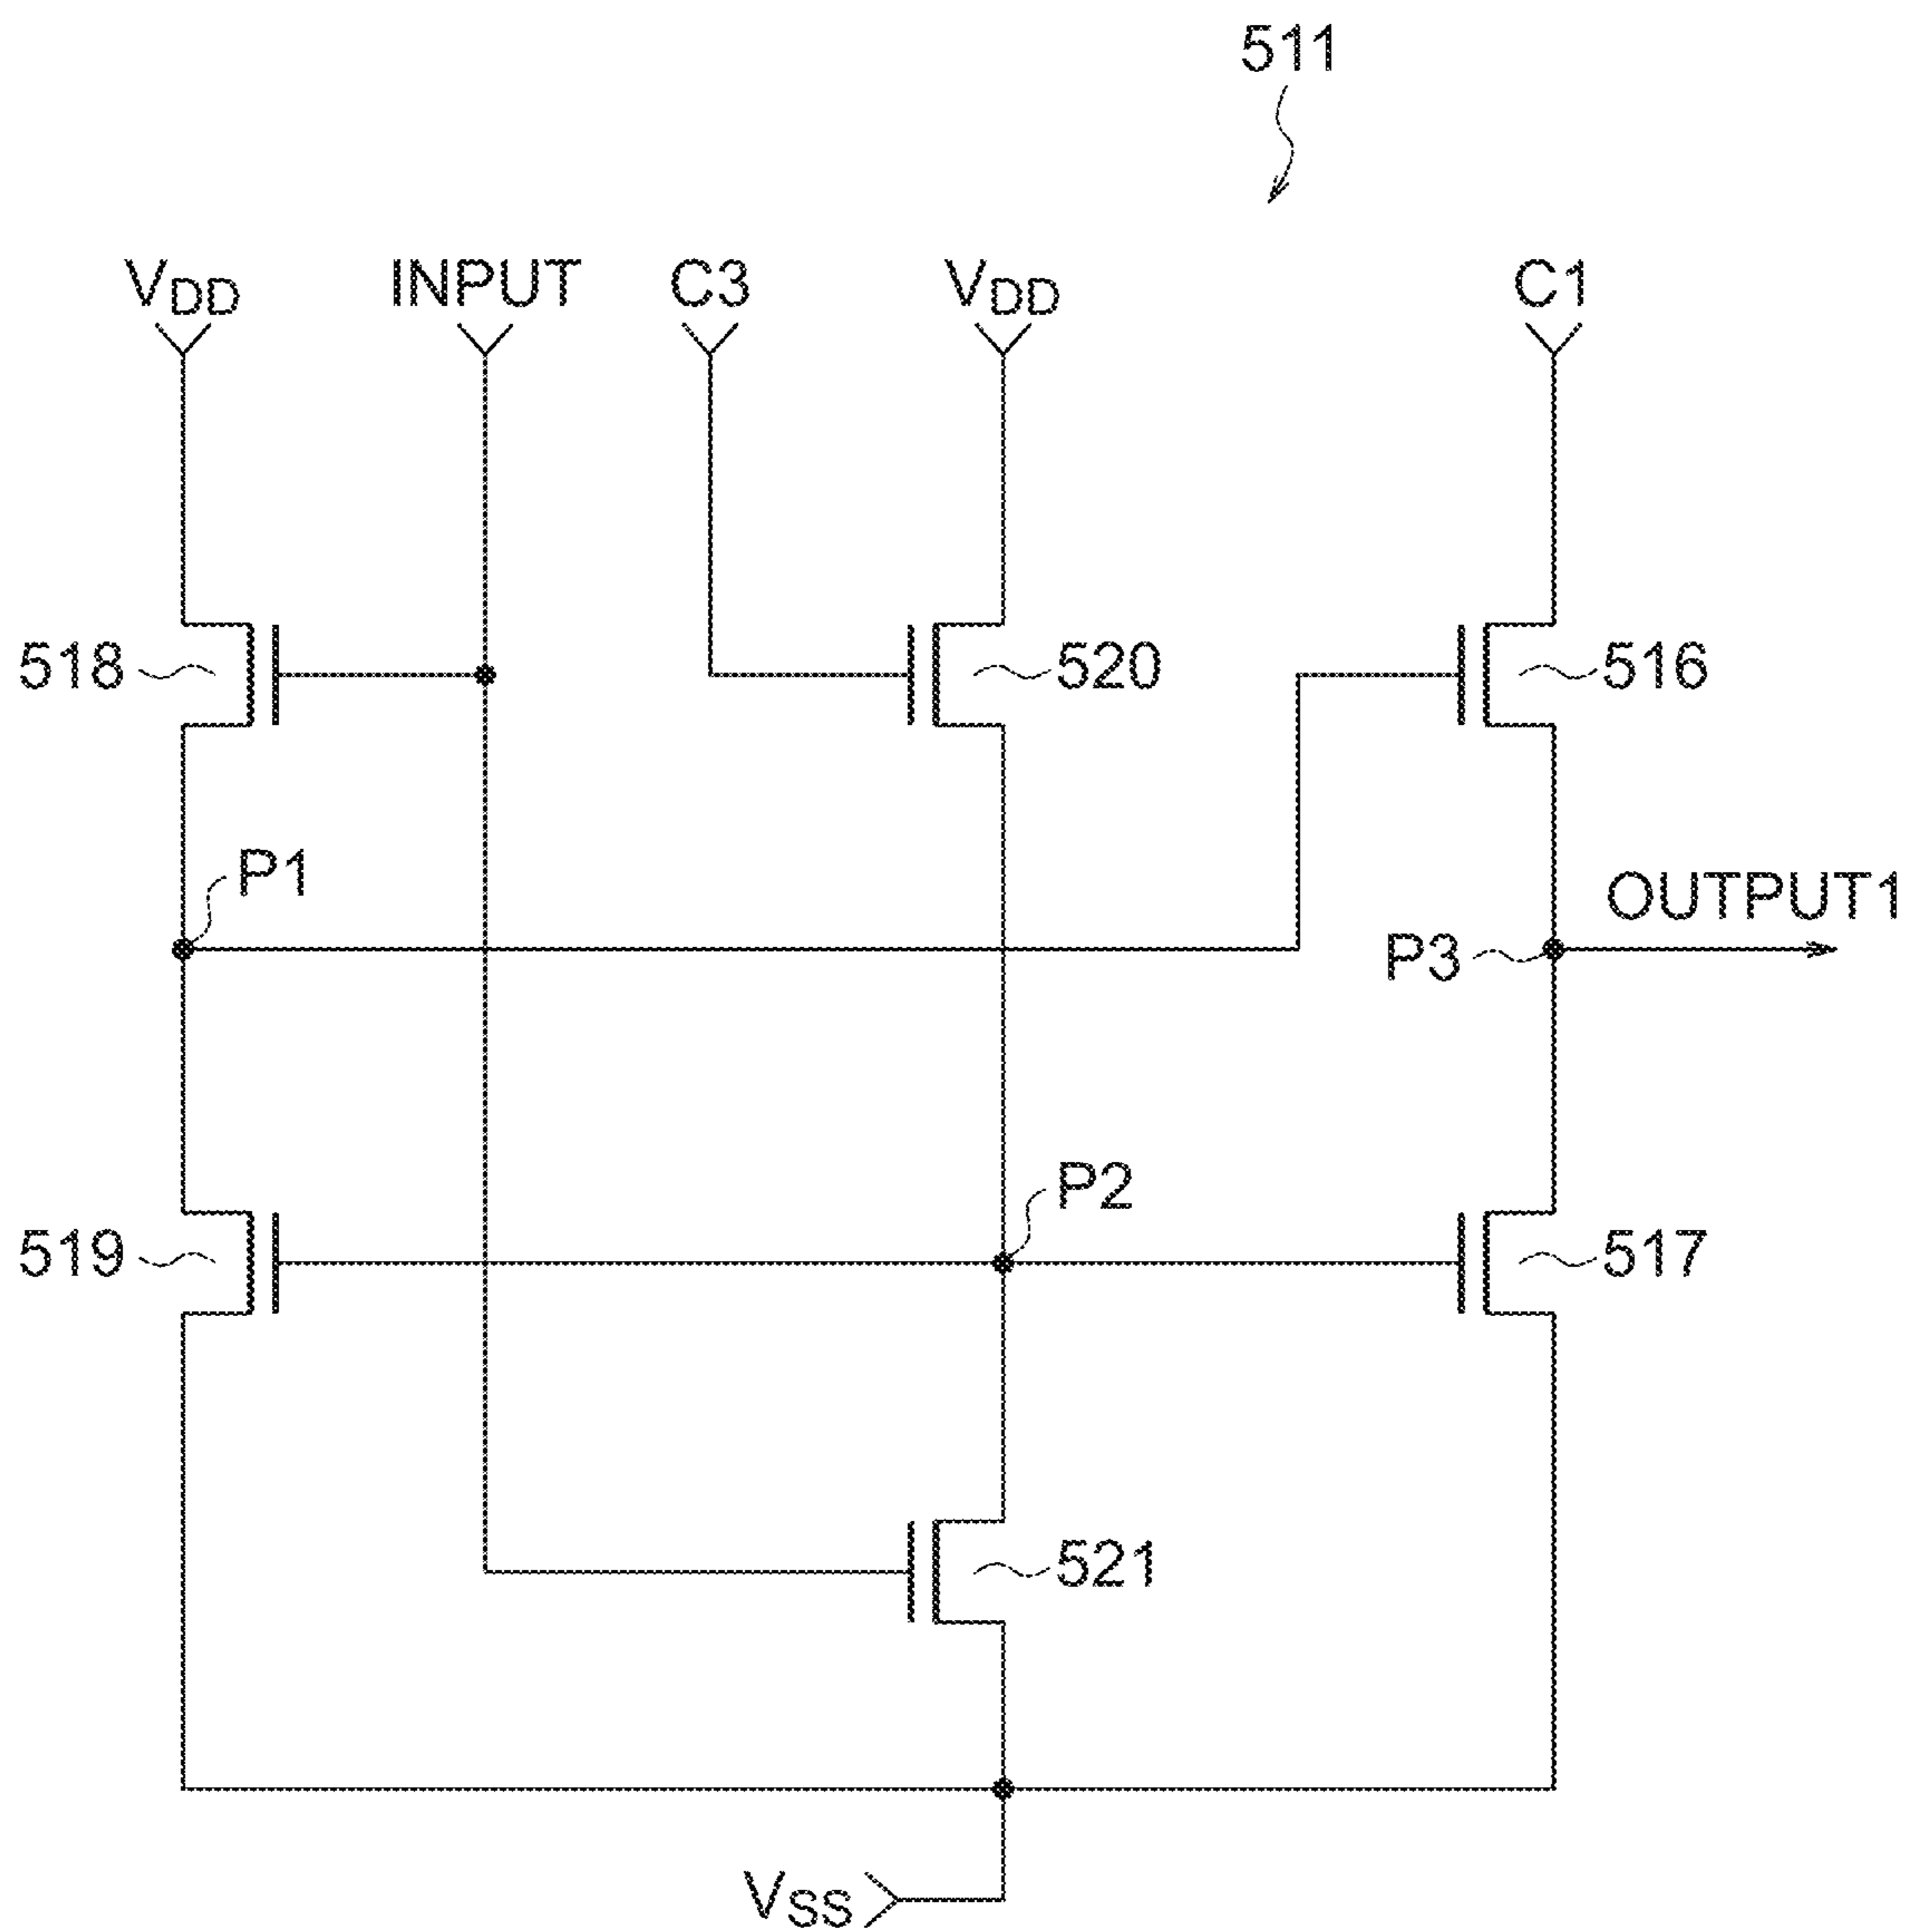 511
VDD INPUT C3 VDD C1
518 520 516
P1
OUTPUT1
P3
P2
519 517
521
VSS